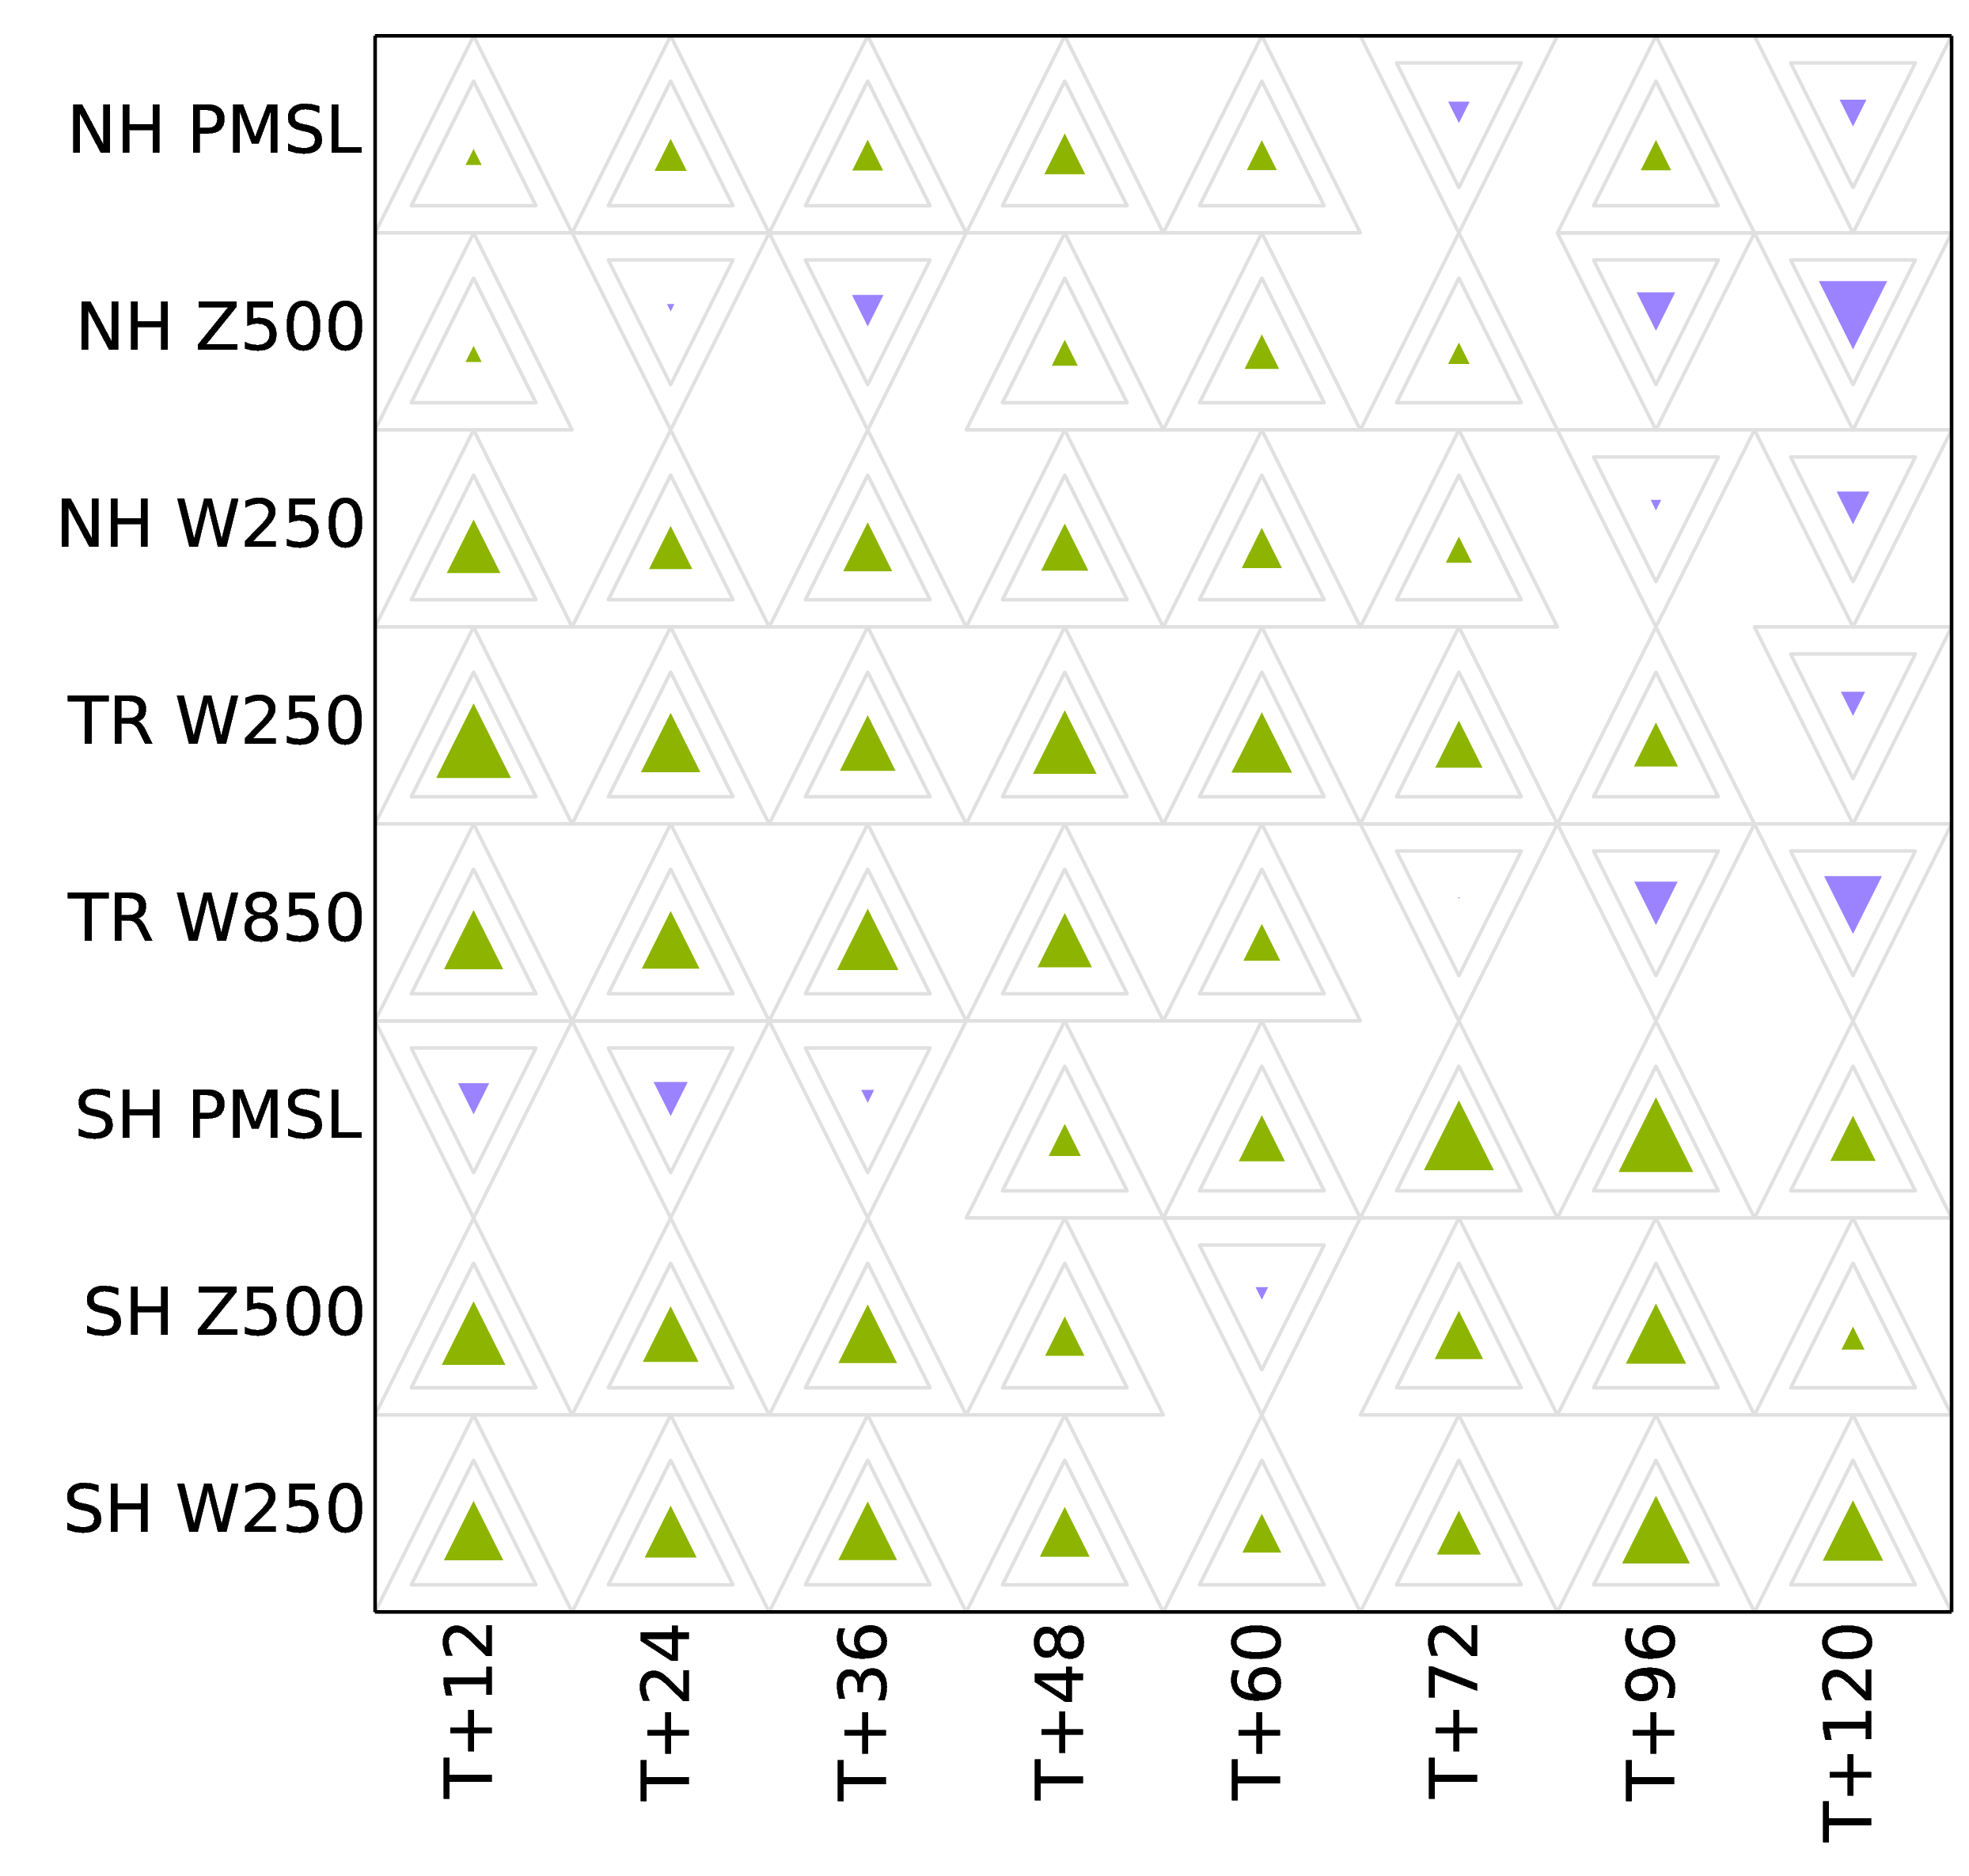 NH PMSL
NH Z500
NH W250
TR W250
TR W850
SH PMSL
SH Z500
SH W250
T+12
T+24
T+36
T+48
T+60
T+72
T+96
T+120